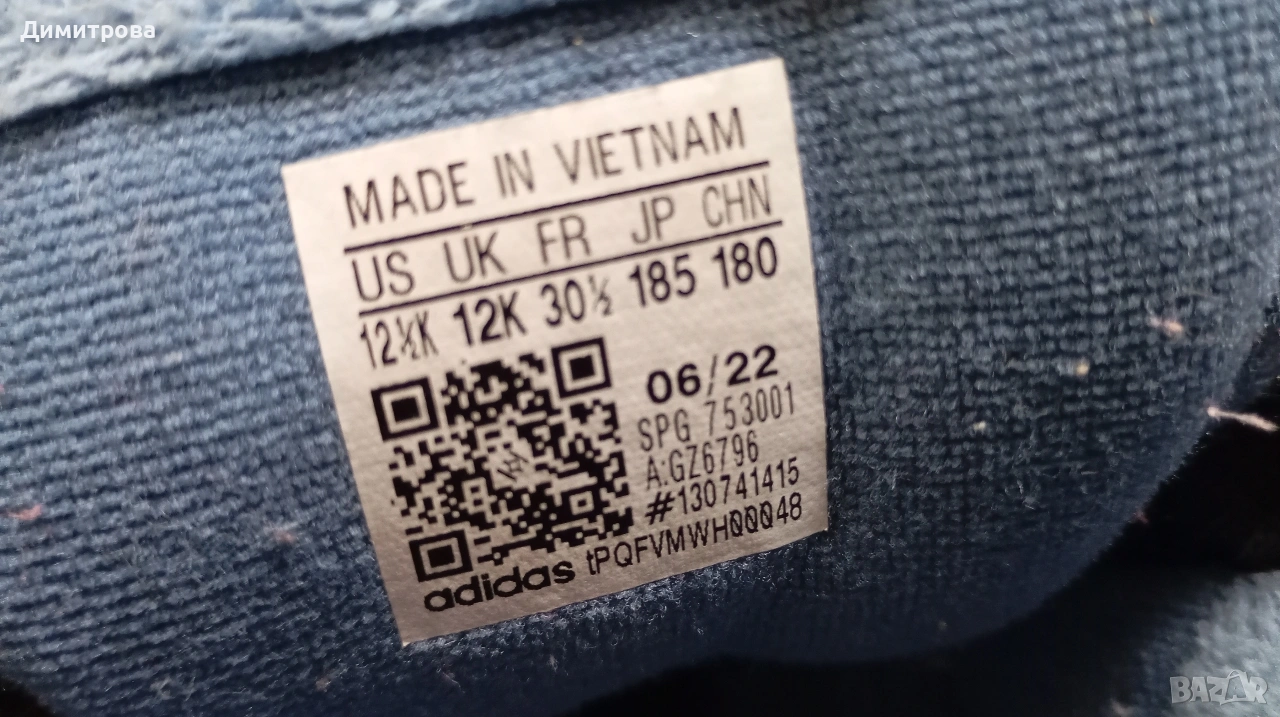 Димитрова
MADE IN VIETNAM
US UK FR JP CHN
12½K 12K 30½ 185 180
06/22
SPG 753001
A:GZ6796
#130741415
adidas tPQFVMWH00048
BAZAR